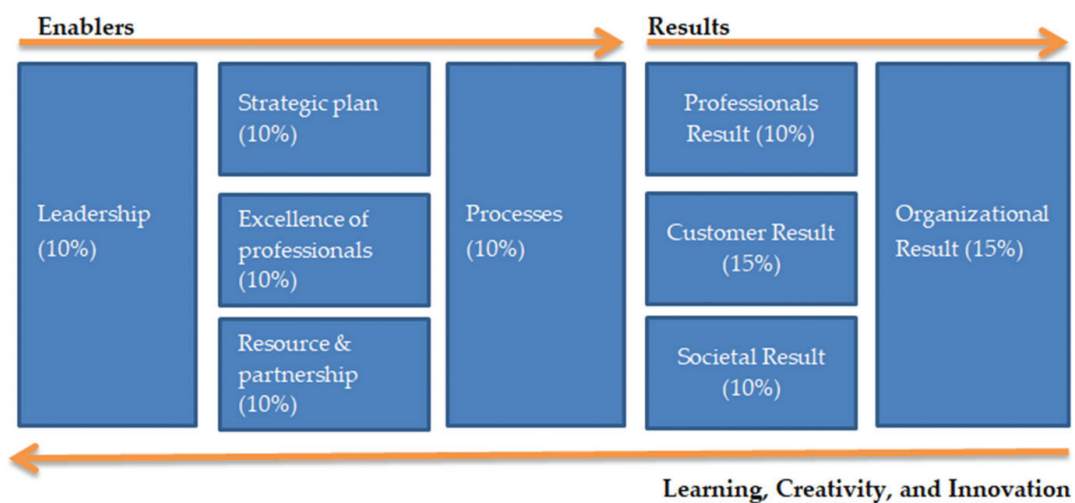 Enablers
Results
Leadership
(10%)
Strategic plan
(10%)
Excellence of
professionals
(10%)
Resource &
partnership
(10%)
Processes
(10%)
Professionals
Result (10%)
Customer Result
(15%)
Societal Result
(10%)
Organizational
Result (15%)
Learning, Creativity, and Innovation